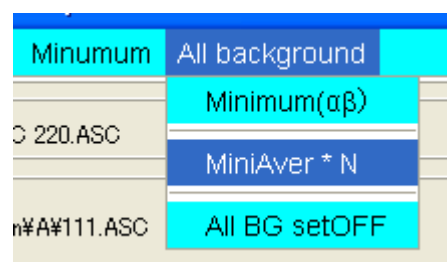 Minumum All background
Minimum(αβ)
C 220.ASC
MiniAver * N
n¥A¥111.ASC
All BG setOFF